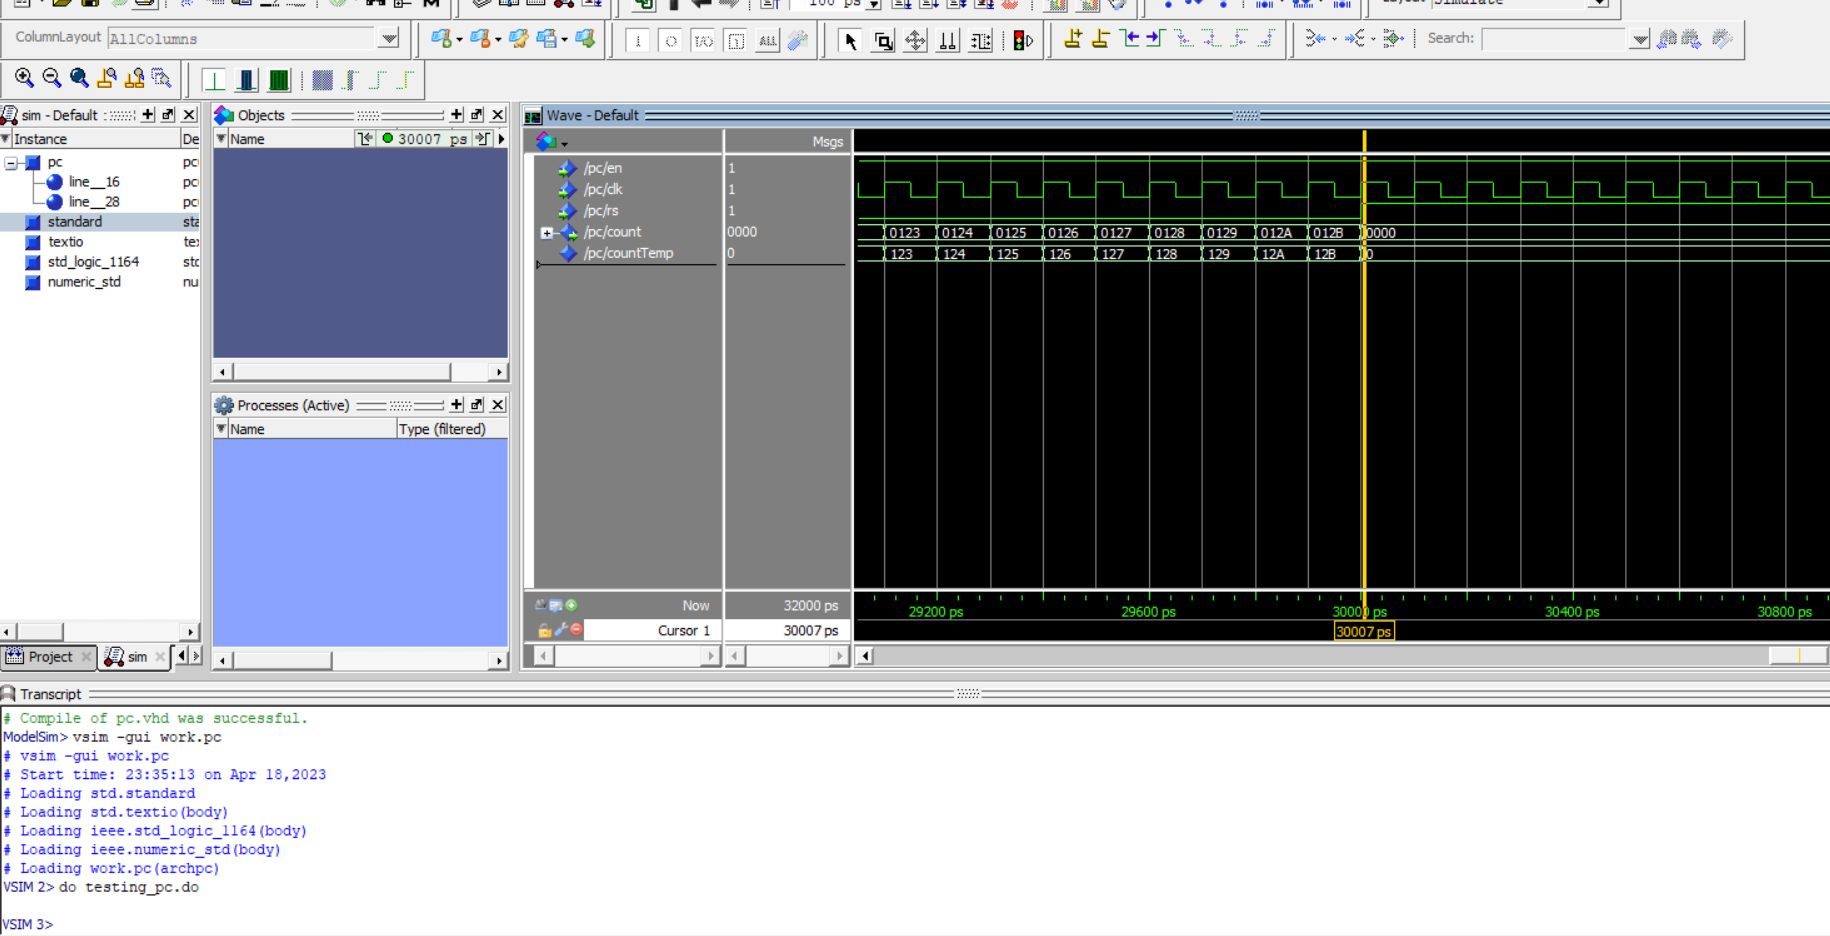 100 ps
Layout Simulate
ColumnLayout AllColumns
I O I/O ALL
Search:
sim - Default
Instance De
pc pc
line__16 pc
line__28 pc
standard sta
textio te
std_logic_1164 std
numeric_std nu
Project sim
Objects
Name 30007 ps
Processes (Active)
Name Type (filtered)
Wave - Default
Msgs
/pc/en 1
/pc/clk 1
/pc/rs 1
/pc/count 0000 0123 0124 0125 0126 0127 0128 0129 012A 012B 0000
/pc/countTemp 0 123 124 125 126 127 128 129 12A 12B 0
Now 32000 ps 29200 ps 29600 ps 30000 ps 30400 ps 30800 ps
Cursor 1 30007 ps 30007 ps
Transcript
# Compile of pc.vhd was successful.
ModelSim> vsim -gui work.pc
# vsim -gui work.pc
# Start time: 23:35:13 on Apr 18,2023
# Loading std.standard
# Loading std.textio(body)
# Loading ieee.std_logic_1164(body)
# Loading ieee.numeric_std(body)
# Loading work.pc(archpc)
VSIM 2> do testing_pc.do
VSIM 3>